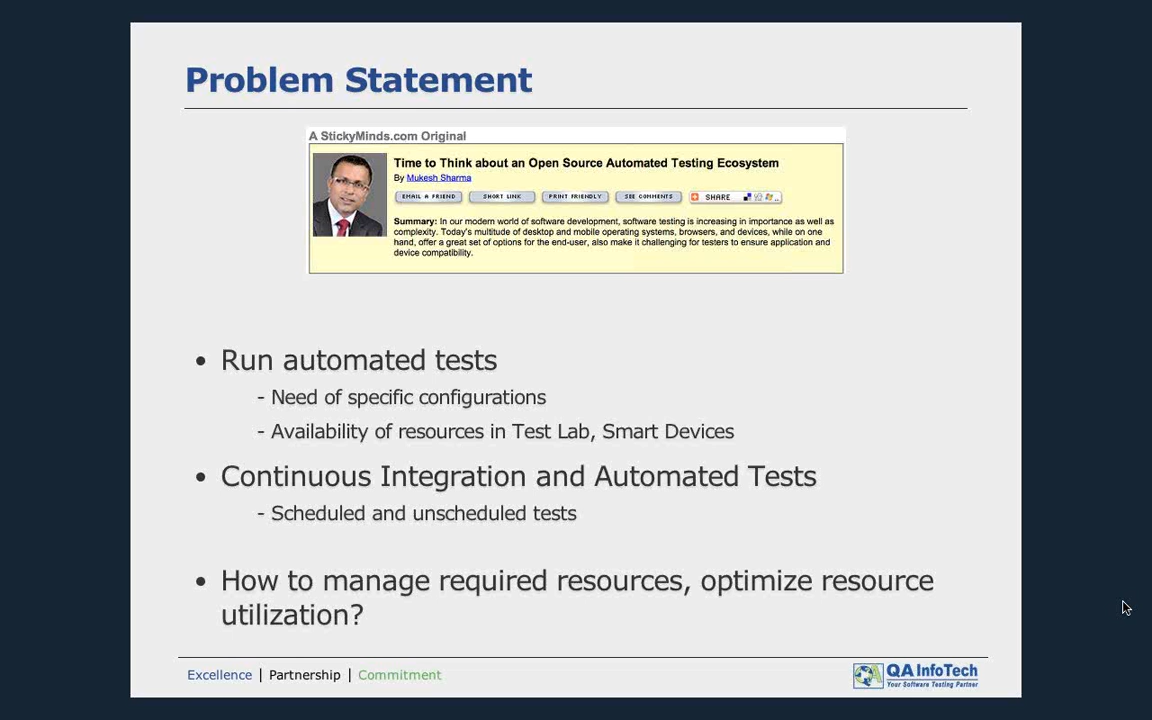 Problem Statement
A StickyMinds.com Original
Time to Think about an Open Source Automated Testing Ecosystem
By Mukesh Sharma
EMAIL A FRIEND SHORT LINK PRINT FRIENDLY SEE COMMENTS SHARE
Summary: In our modern world of software development, software testing is increasing in importance as well as
complexity. Today's multitude of desktop and mobile operating systems, browsers, and devices, while on one
hand, offer a great set of options for the end-user, also make it challenging for testers to ensure application and
device compatibility.
• Run automated tests
- Need of specific configurations
- Availability of resources in Test Lab, Smart Devices
• Continuous Integration and Automated Tests
- Scheduled and unscheduled tests
• How to manage required resources, optimize resource
utilization?
Excellence | Partnership | Commitment
QA InfoTech
Your Software Testing Partner